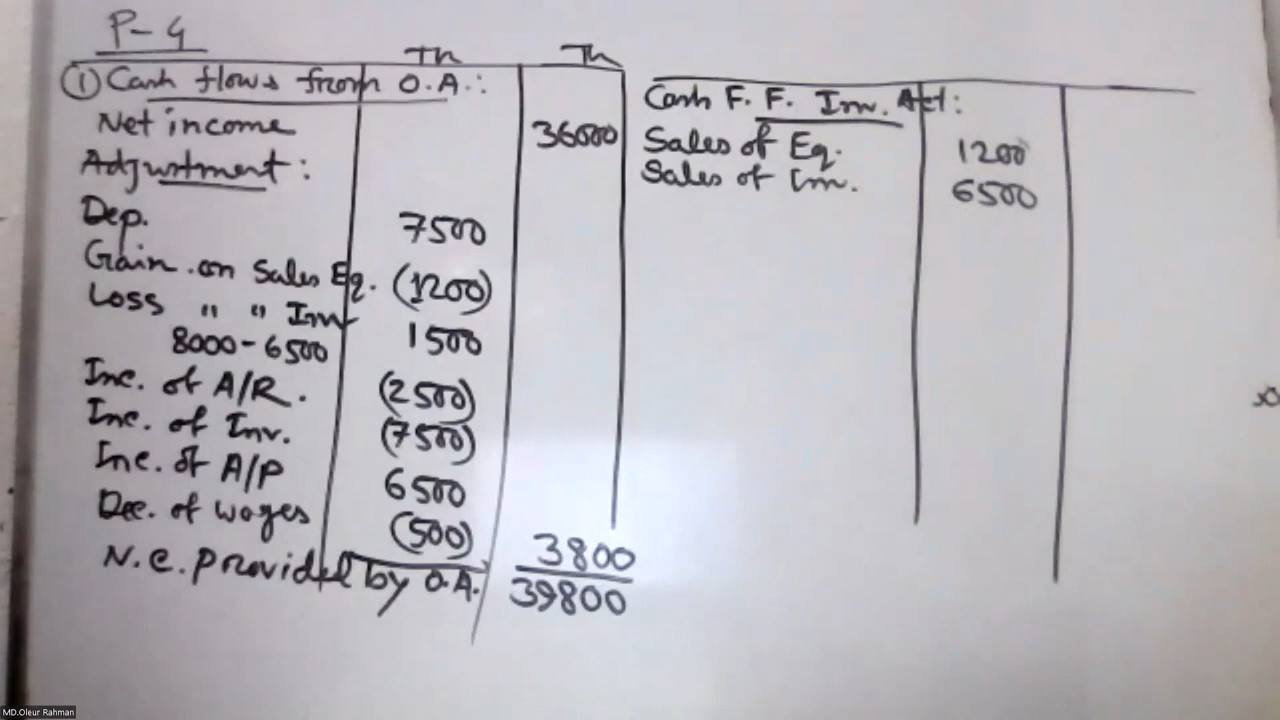 P-4
Tk Tk
① Cash flows from O.A.:
Net income 36000
Adjustment:
Dep. 7500
Gain on Sales Eq. (1200)
Loss " " Inv
8000-6500 1500
Inc. of A/R. (2500)
Inc. of Inv. (7500)
Inc. of A/P 6500
Dec. of wages (500) 3800
N.C. provided by O.A. 39800
Cash F. F. Inv. Act:
Sales of Eq. 1200
Sales of Inv. 6500
MD.Oleur Rahman